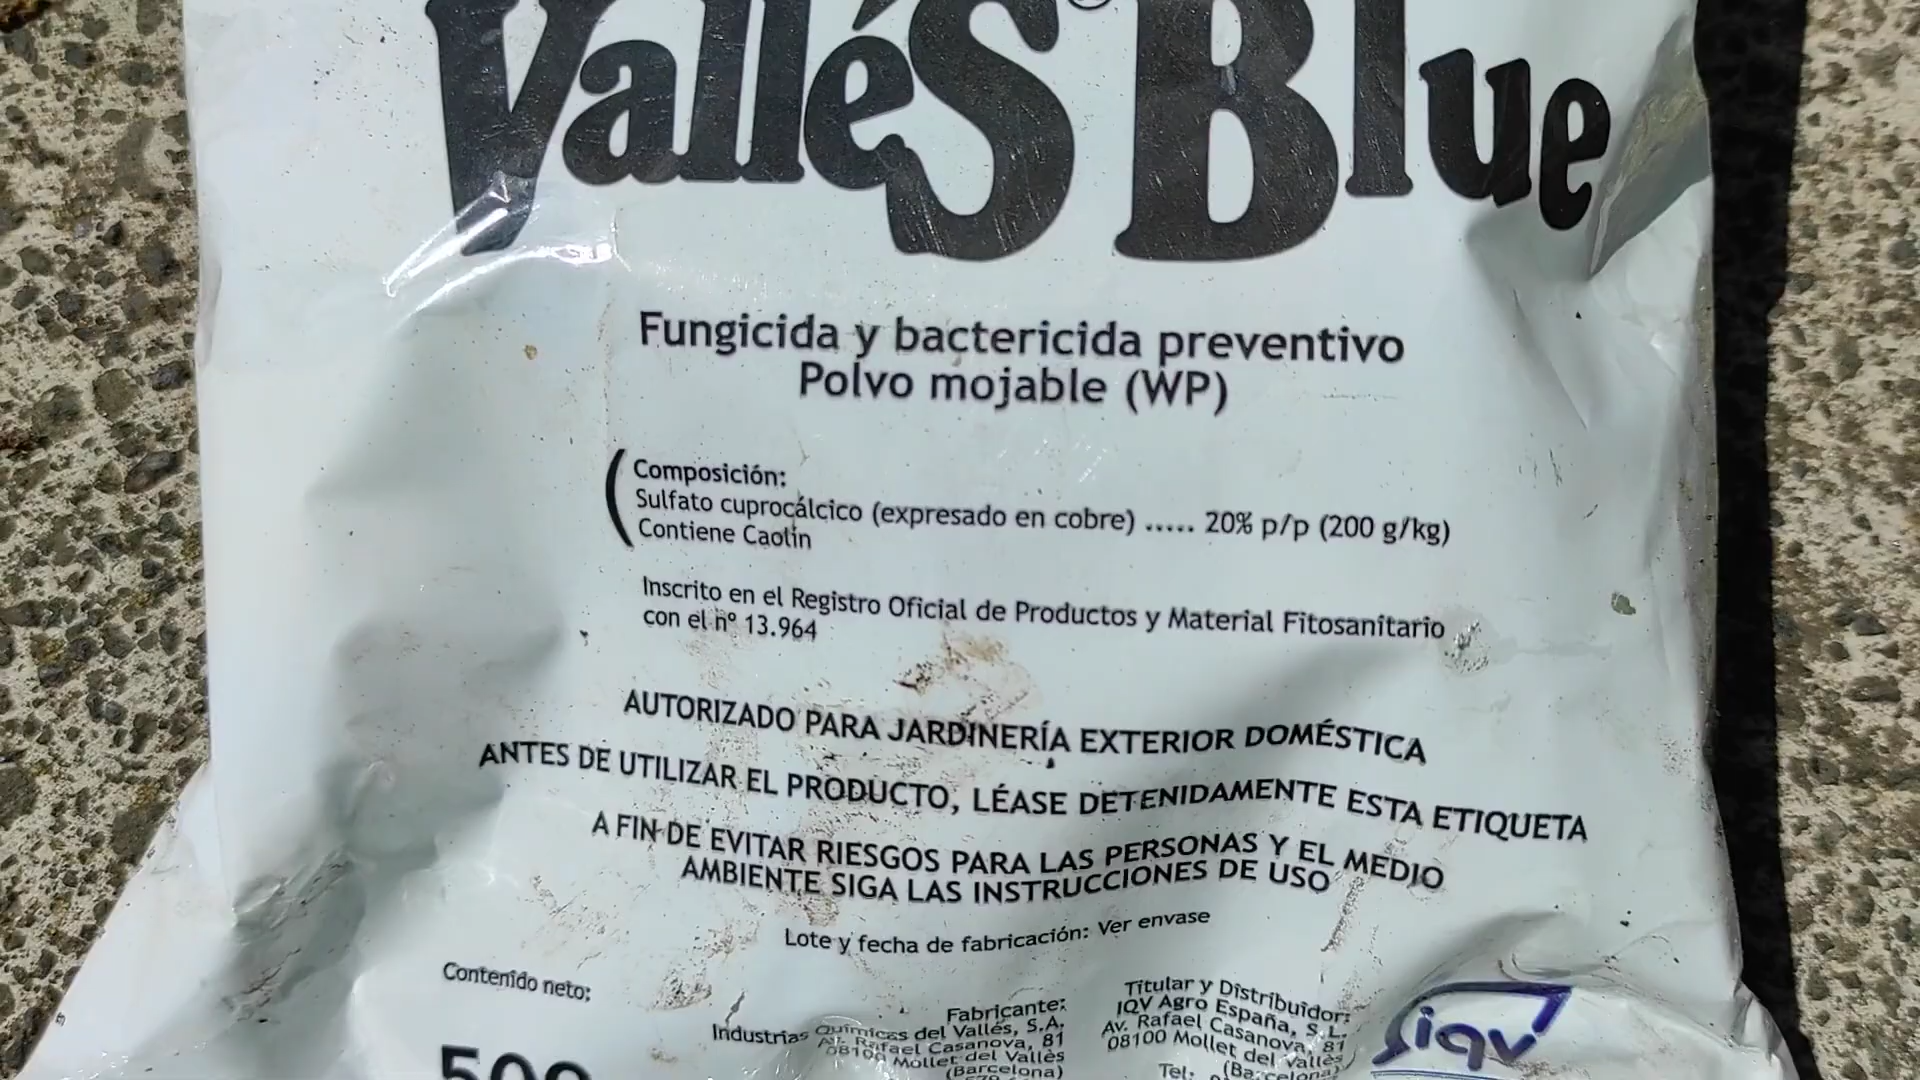 Vallés Blue
Fungicida y bactericida preventivo
Polvo mojable (WP)
Composición:
Sulfato cuprocálcico (expresado en cobre) ..... 20% p/p (200 g/kg)
Contiene Caolín
Inscrito en el Registro Oficial de Productos y Material Fitosanitario
con el nº 13.964
AUTORIZADO PARA JARDINERÍA EXTERIOR DOMÉSTICA
ANTES DE UTILIZAR EL PRODUCTO, LÉASE DETENIDAMENTE ESTA ETIQUETA
A FIN DE EVITAR RIESGOS PARA LAS PERSONAS Y EL MEDIO
AMBIENTE SIGA LAS INSTRUCCIONES DE USO
Lote y fecha de fabricación: Ver envase
Contenido neto:
500
Fabricante:
Industrias Químicas del Vallés, S.A.
Av. Rafael Casanova, 81
08100 Mollet del Vallès
(Barcelona)
Titular y Distribuidor:
IQV Agro España, S.L.
Av. Rafael Casanova, 81
08100 Mollet del Vallès
(Barcelona)
Tel:
iqv